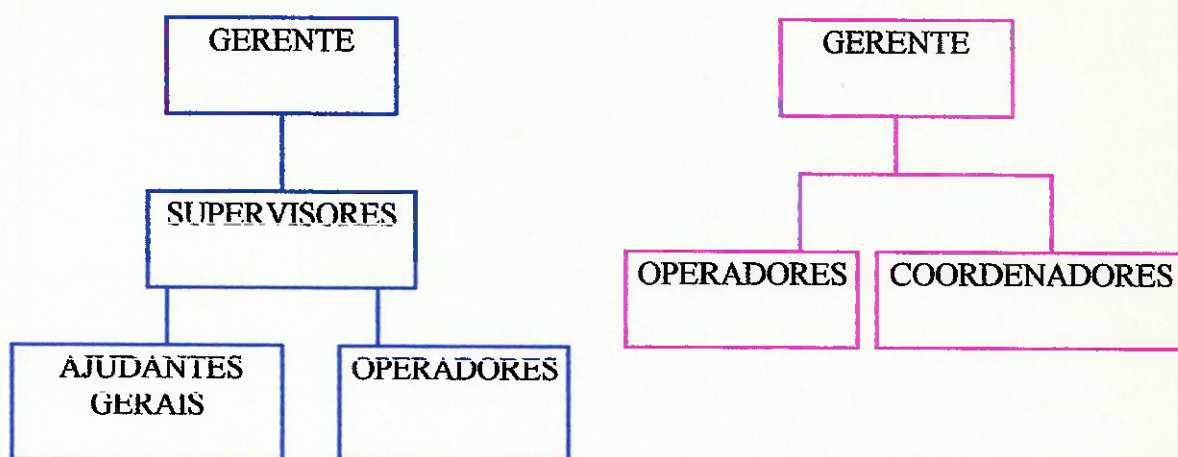 GERENTE
SUPERVISORES
AJUDANTES
GERAIS
OPERADORES
GERENTE
OPERADORES
COORDENADORES